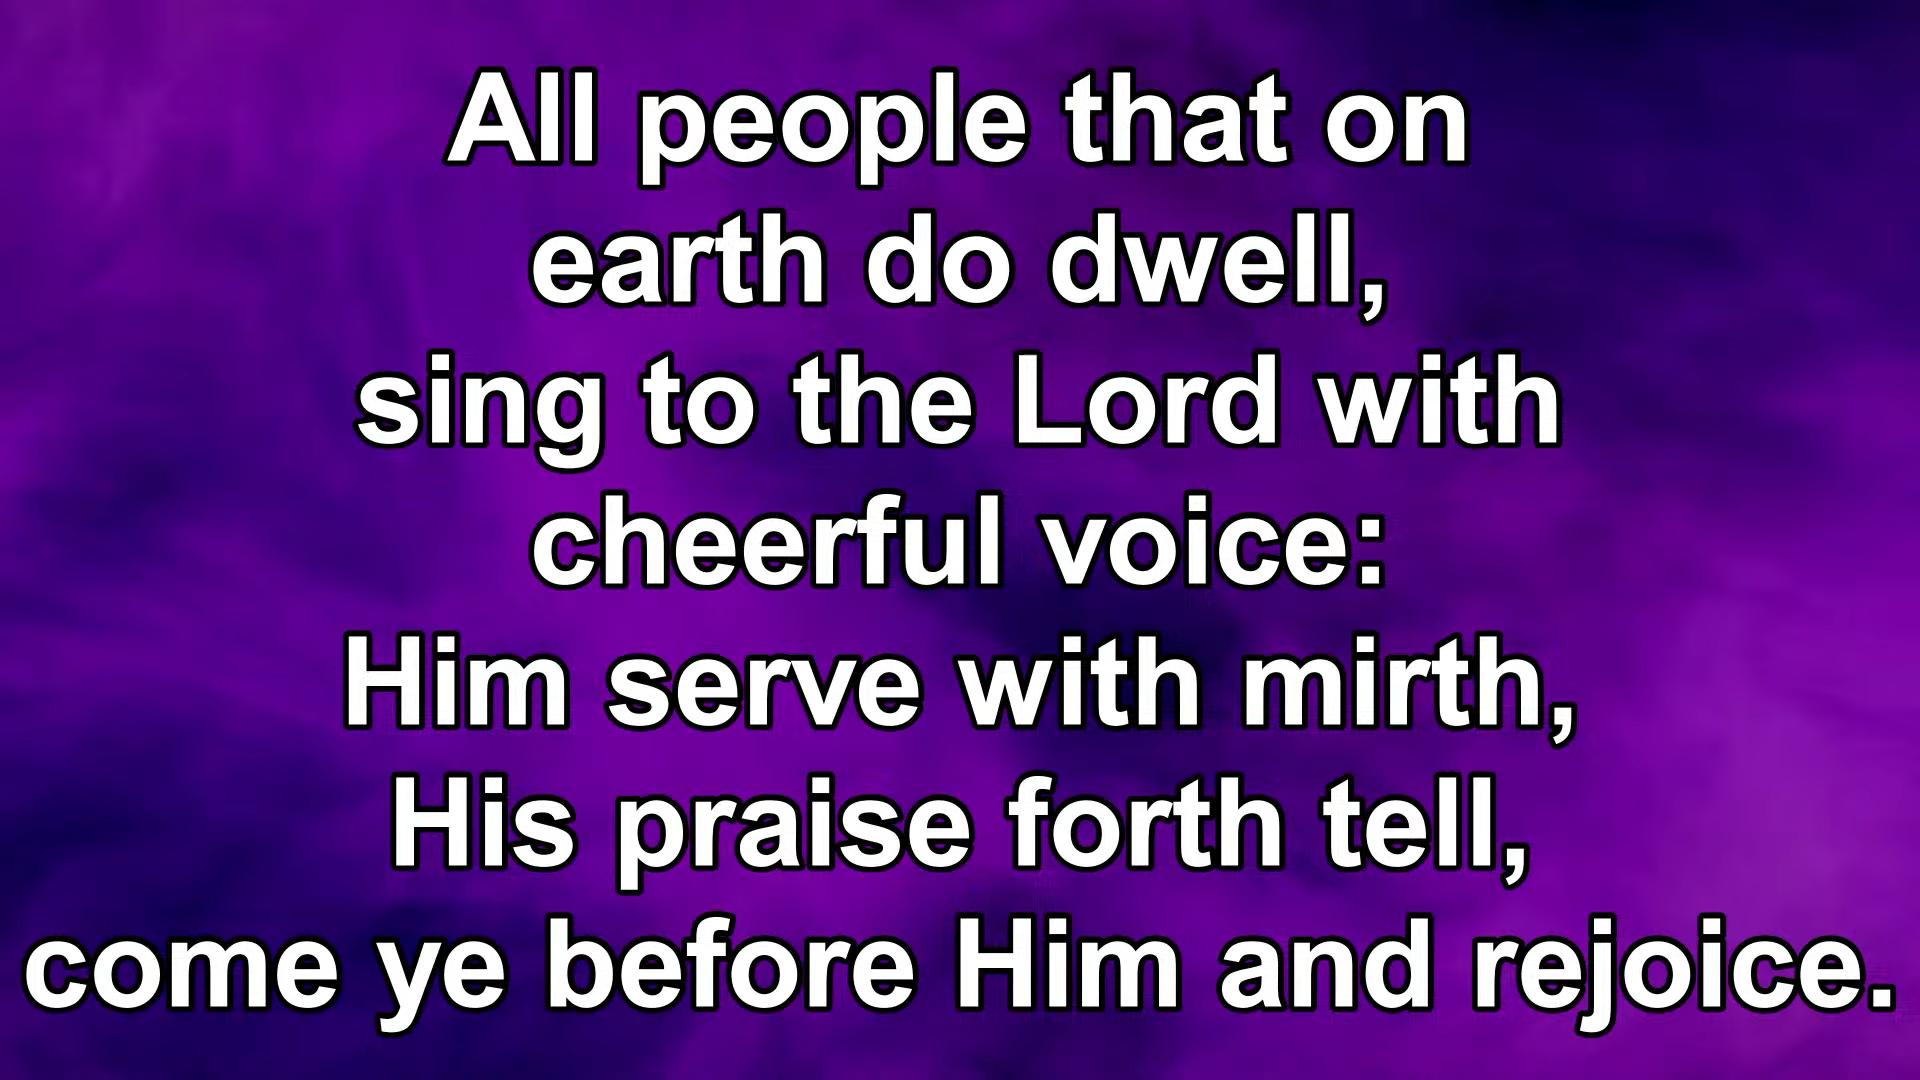 All people that on
earth do dwell,
sing to the Lord with
cheerful voice:
Him serve with mirth,
His praise forth tell,
come ye before Him and rejoice.